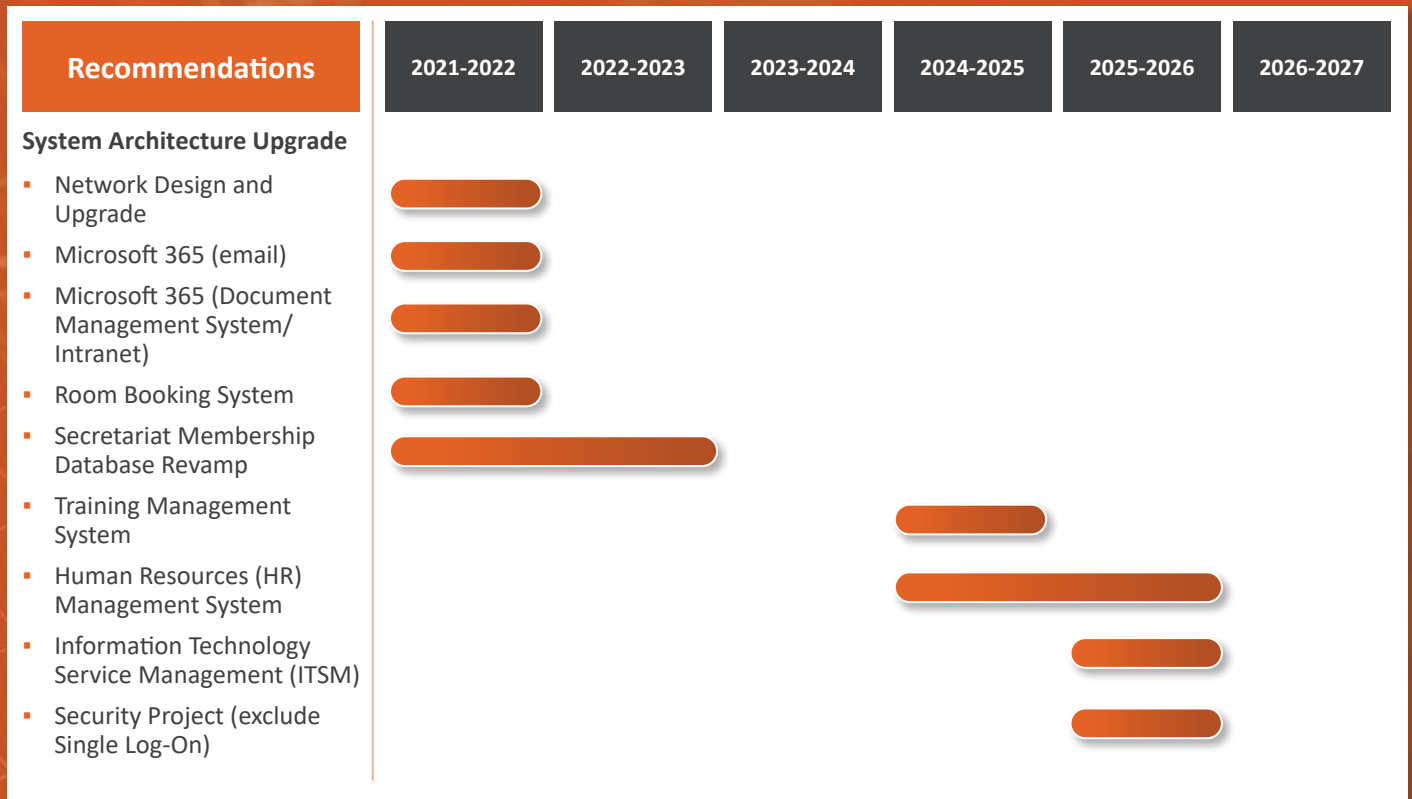 Recommendations
2021-2022
2022-2023
2023-2024
2024-2025
2025-2026
2026-2027
System Architecture Upgrade
▪ Network Design and
Upgrade
▪ Microsoft 365 (email)
▪ Microsoft 365 (Document
Management System/
Intranet)
▪ Room Booking System
▪ Secretariat Membership
Database Revamp
▪ Training Management
System
▪ Human Resources (HR)
Management System
▪ Information Technology
Service Management (ITSM)
▪ Security Project (exclude
Single Log-On)